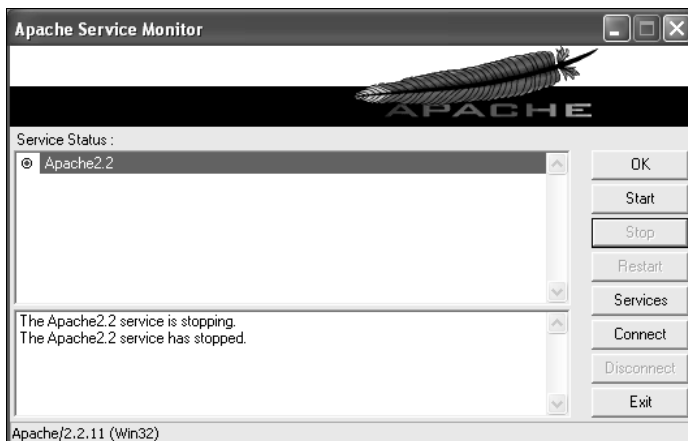 Apache Service Monitor
APACHE
Service Status :
Apache2.2
OK
Start
Stop
Restart
Services
Connect
Disconnect
Exit
The Apache2.2 service is stopping.
The Apache2.2 service has stopped.
Apache/2.2.11 (Win32)